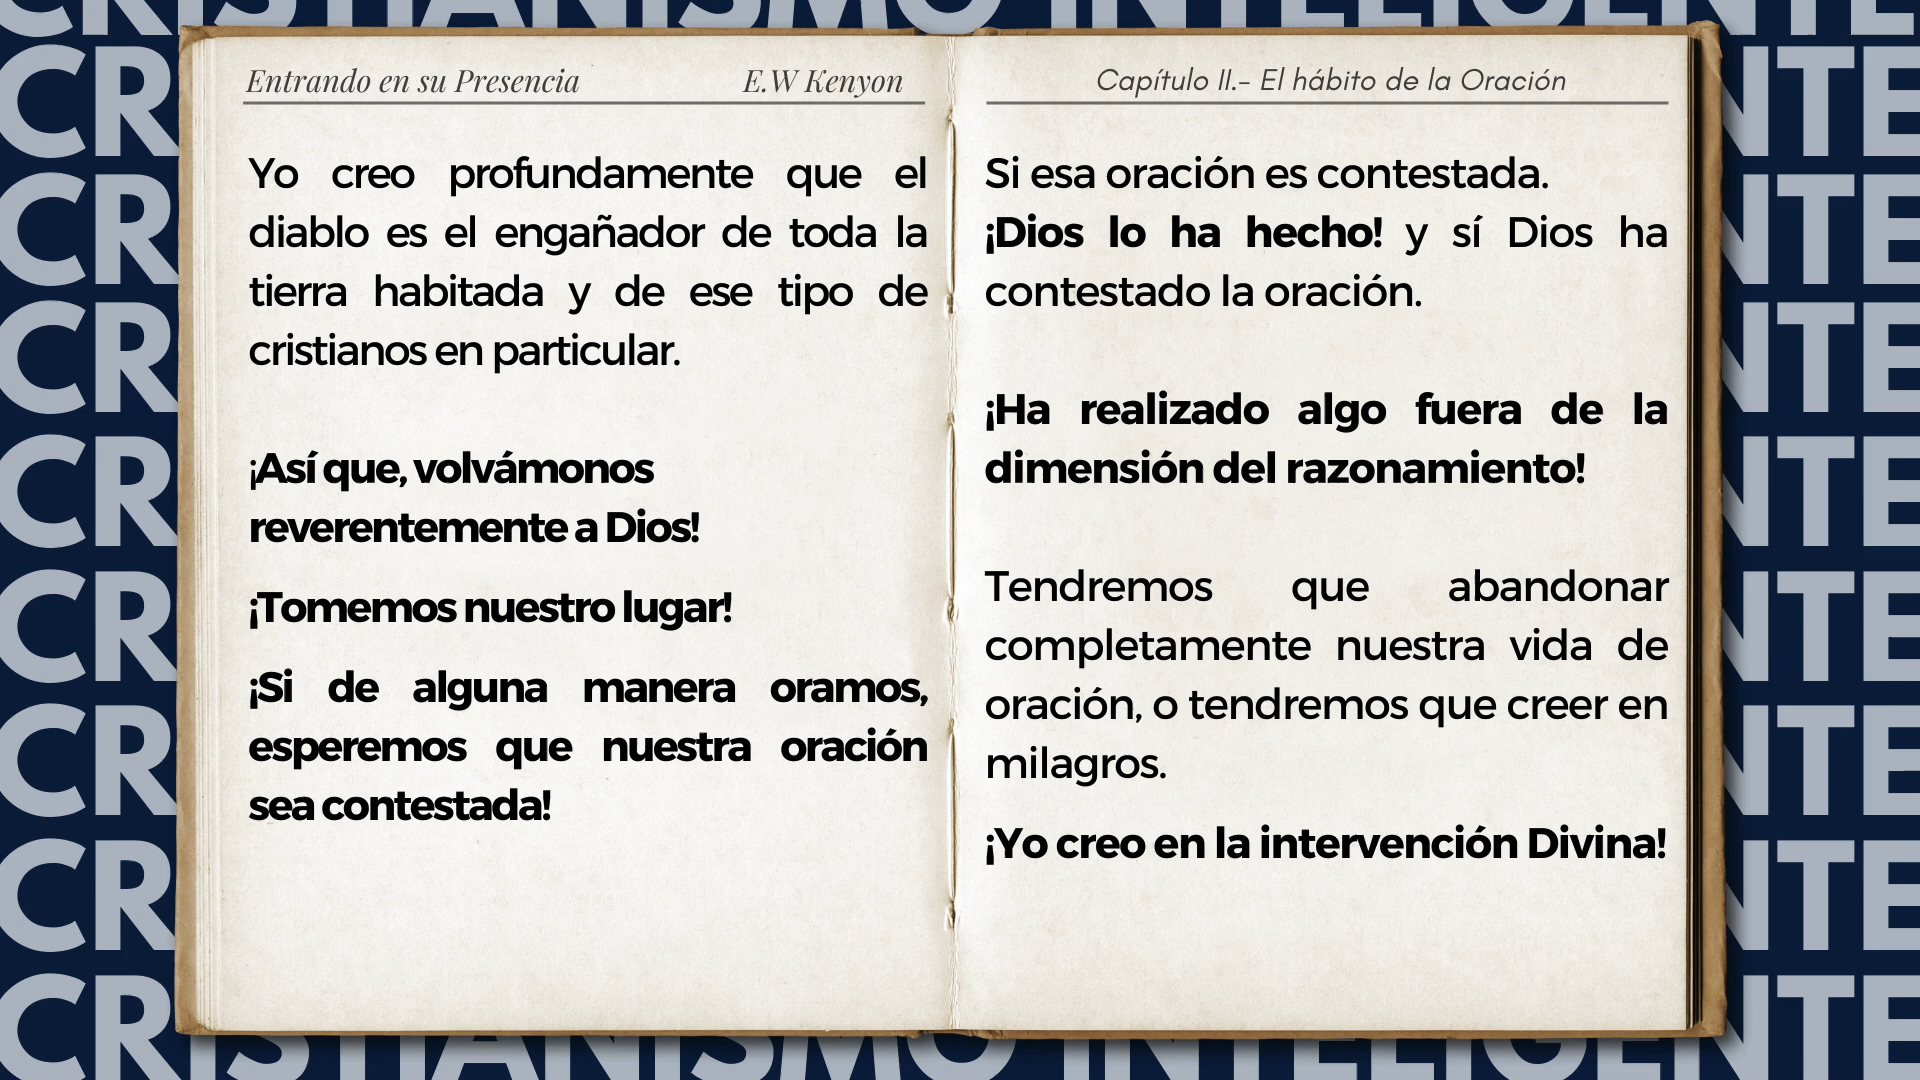 CRISTIANISMO INTELIGENTE
Entrando en su Presencia
E.W Kenyon
Yo creo profundamente que el
diablo es el engañador de toda la
tierra habitada y de ese tipo de
cristianos en particular.
¡Así que, volvámonos
reverentemente a Dios!
¡Tomemos nuestro lugar!
¡Si de alguna manera oramos,
esperemos que nuestra oración
sea contestada!
Capítulo II.- El hábito de la Oración
Si esa oración es contestada.
¡Dios lo ha hecho! y sí Dios ha
contestado la oración.
¡Ha realizado algo fuera de la
dimensión del razonamiento!
Tendremos que abandonar
completamente nuestra vida de
oración, o tendremos que creer en
milagros.
¡Yo creo en la intervención Divina!
CRISTIANISMO INTELIGENTE